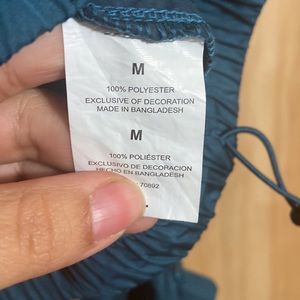 M
100% POLYESTER
EXCLUSIVE OF DECORATION
MADE IN BANGLADESH
M
100% POLIÉSTER
EXCLUSIVO DE DECORACION
HECHO EN BANGLADESH
70892